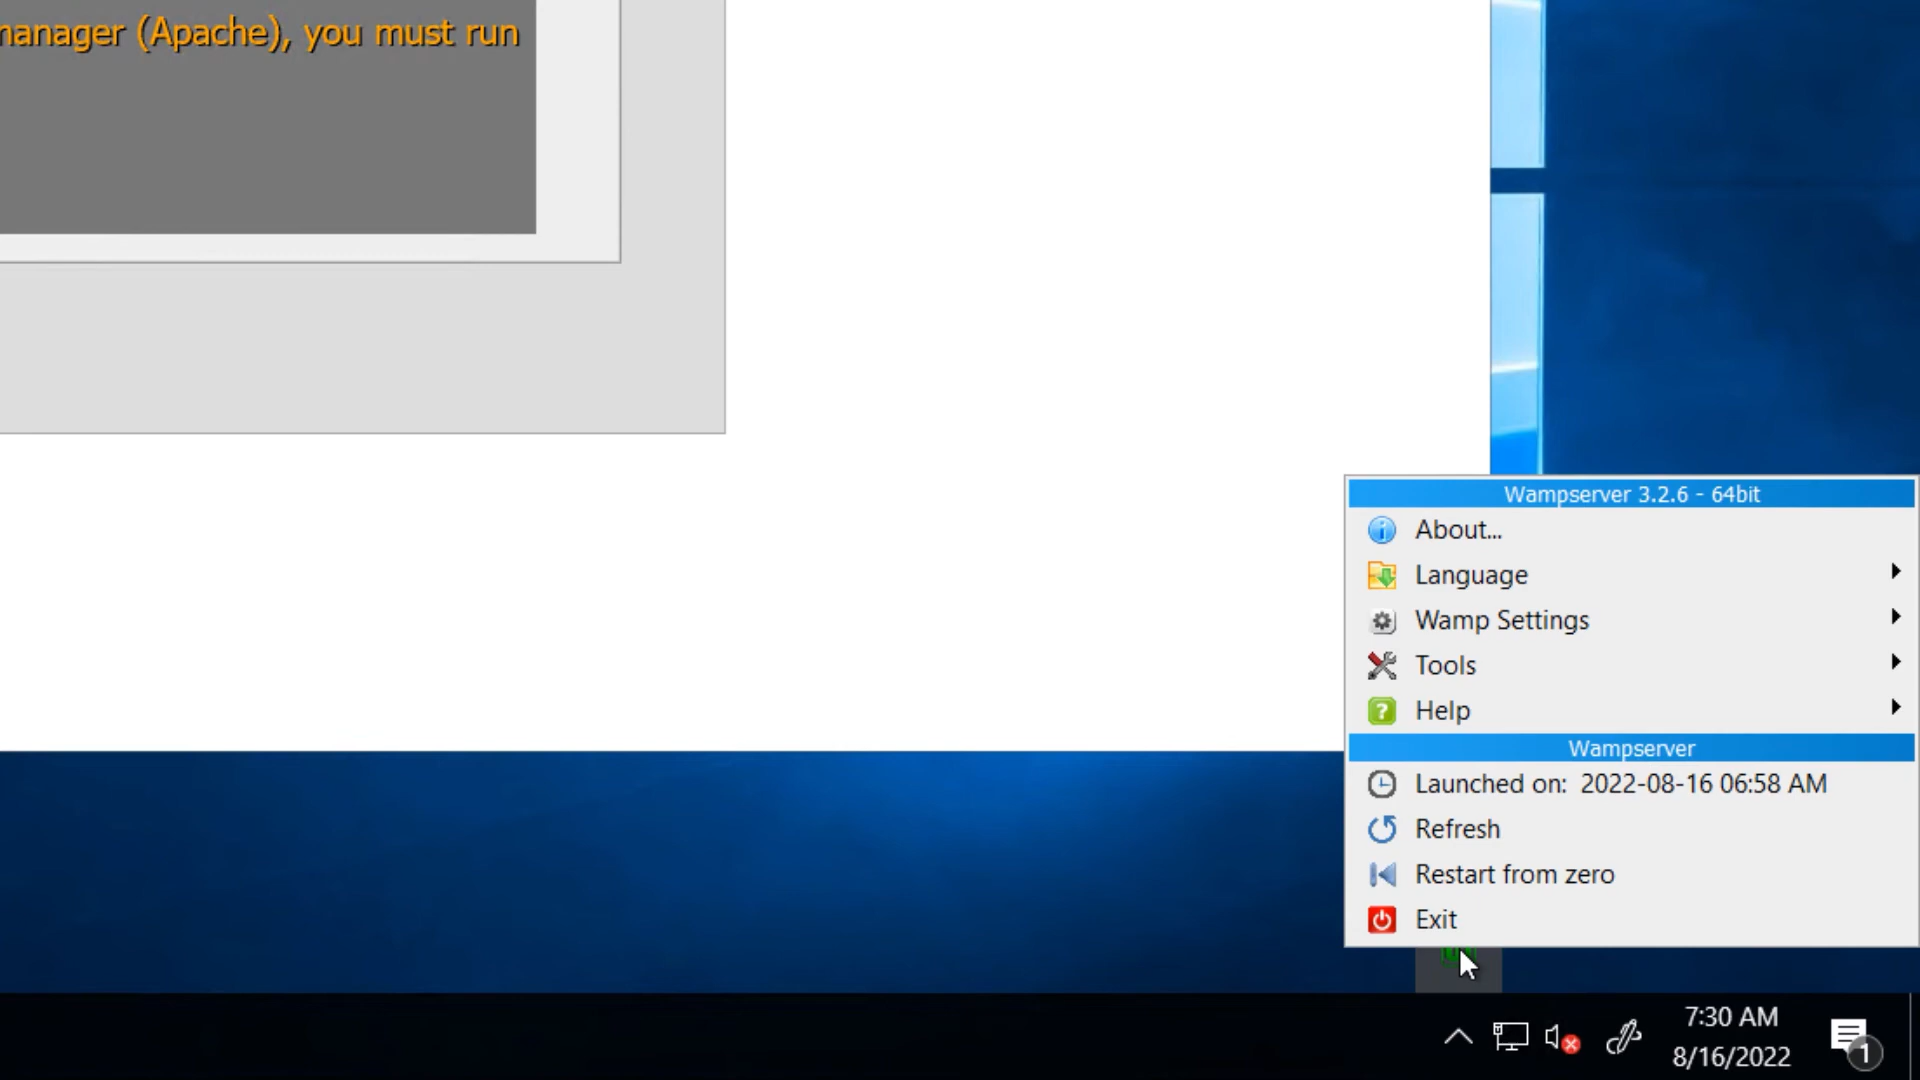 manager (Apache), you must run
Wampserver 3.2.6 - 64bit
About...
Language
Wamp Settings
Tools
Help
Wampserver
Launched on: 2022-08-16 06:58 AM
Refresh
Restart from zero
Exit
7:30 AM
8/16/2022
1